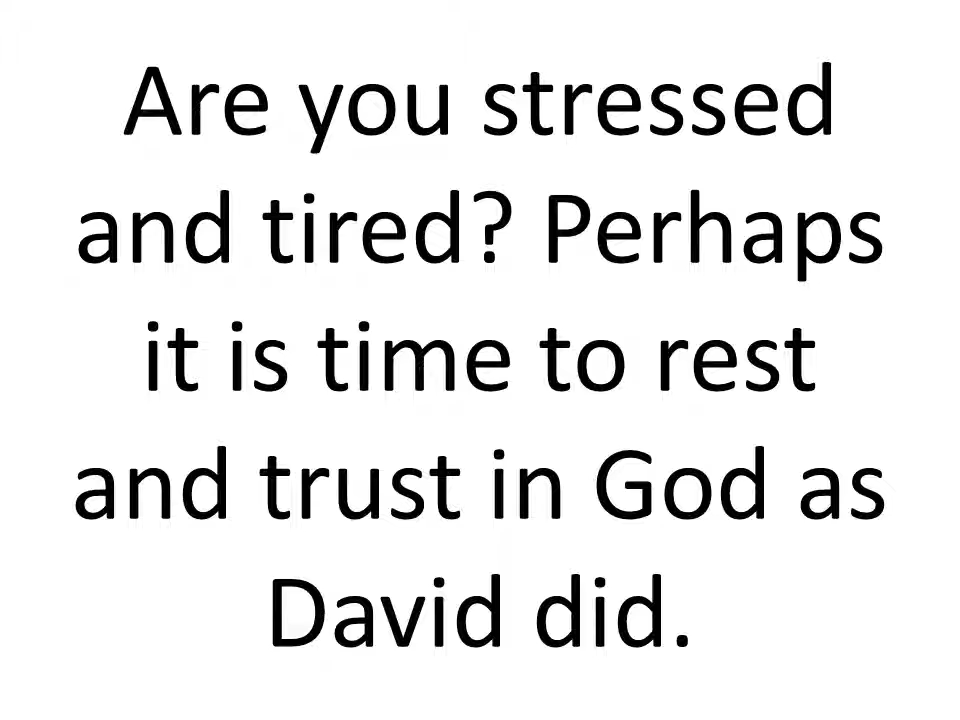 Are you stressed
and tired? Perhaps
it is time to rest
and trust in God as
David did.